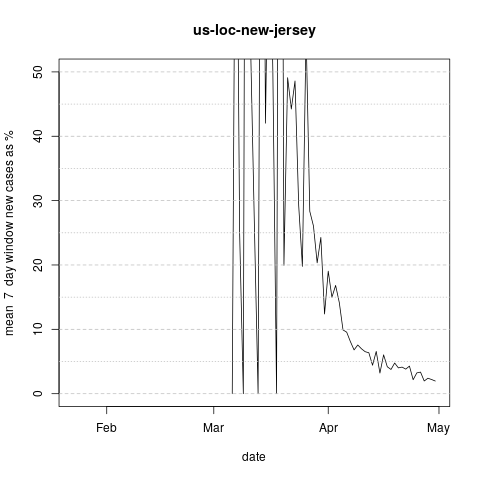 us-loc-new-jersey
mean 7 day window new cases as %
50
40
30
20
10
0
Feb
Mar
Apr
May
date